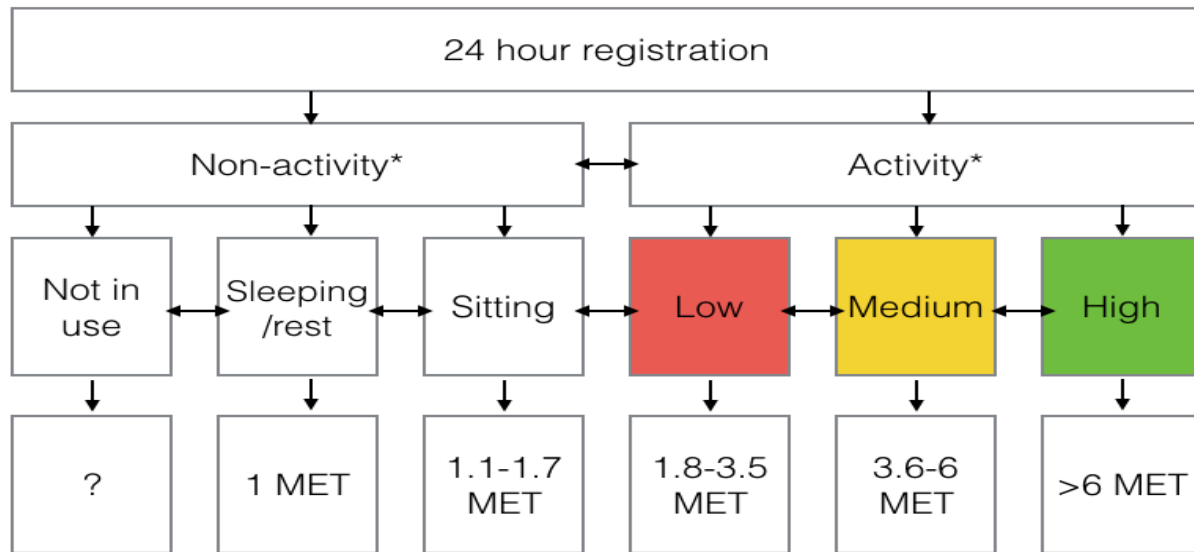 24 hour registration
Non-activity*
Activity*
Not in
use
Sleeping
/rest
Sitting
Low
Medium
High
?
1 MET
1.1-1.7
MET
1.8-3.5
MET
3.6-6
MET
>6 MET